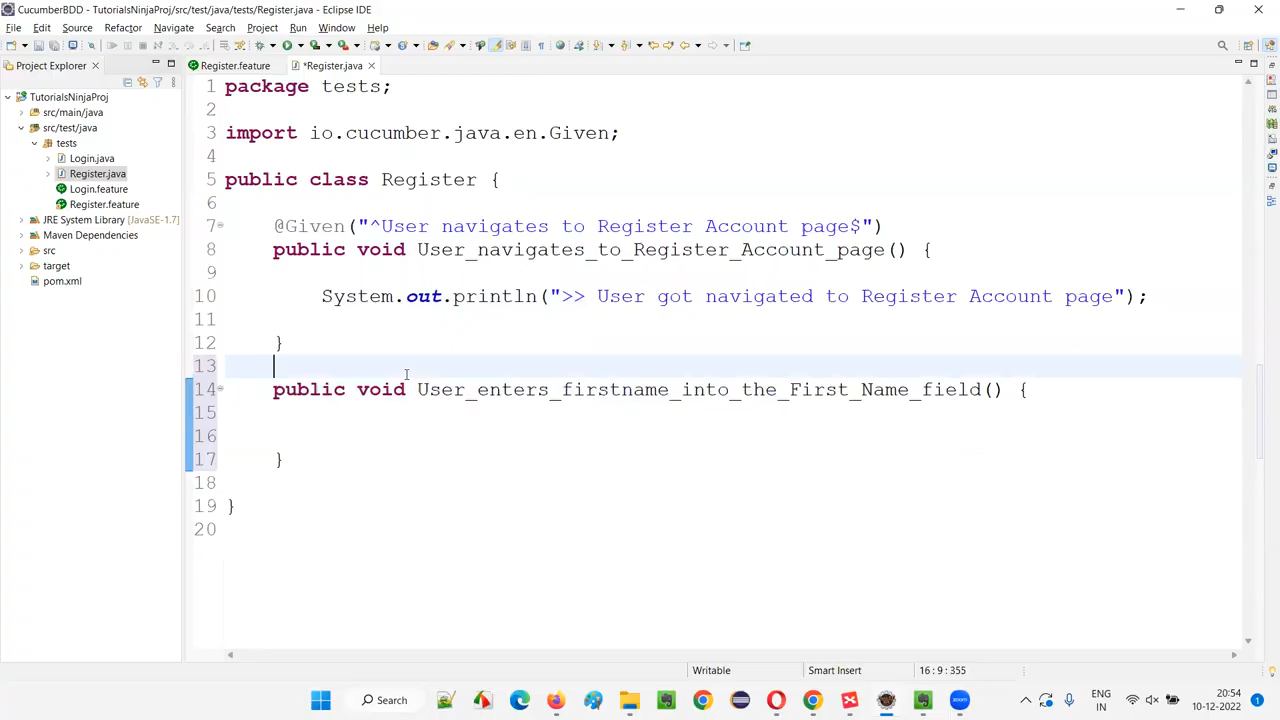 CucumberBDD - TutorialsNinjaProj/src/test/java/tests/Register.java - Eclipse IDE
File Edit Source Refactor Navigate Search Project Run Window Help
Project Explorer
Register.feature
*Register.java
TutorialsNinjaProj
src/main/java
src/test/java
tests
Login.java
Register.java
Login.feature
Register.feature
JRE System Library [JavaSE-1.7]
Maven Dependencies
src
target
pom.xml
1 package tests;
2
3 import io.cucumber.java.en.Given;
4
5 public class Register {
6
7 @Given("^User navigates to Register Account page$")
8 public void User_navigates_to_Register_Account_page() {
9
10 System.out.println(">> User got navigated to Register Account page");
11
12 }
13
14 public void User_enters_firstname_into_the_First_Name_field() {
15
16
17 }
18
19 }
20
Writable Smart Insert 16 : 9 : 355
Search
ENG
IN
20:54
10-12-2022
1